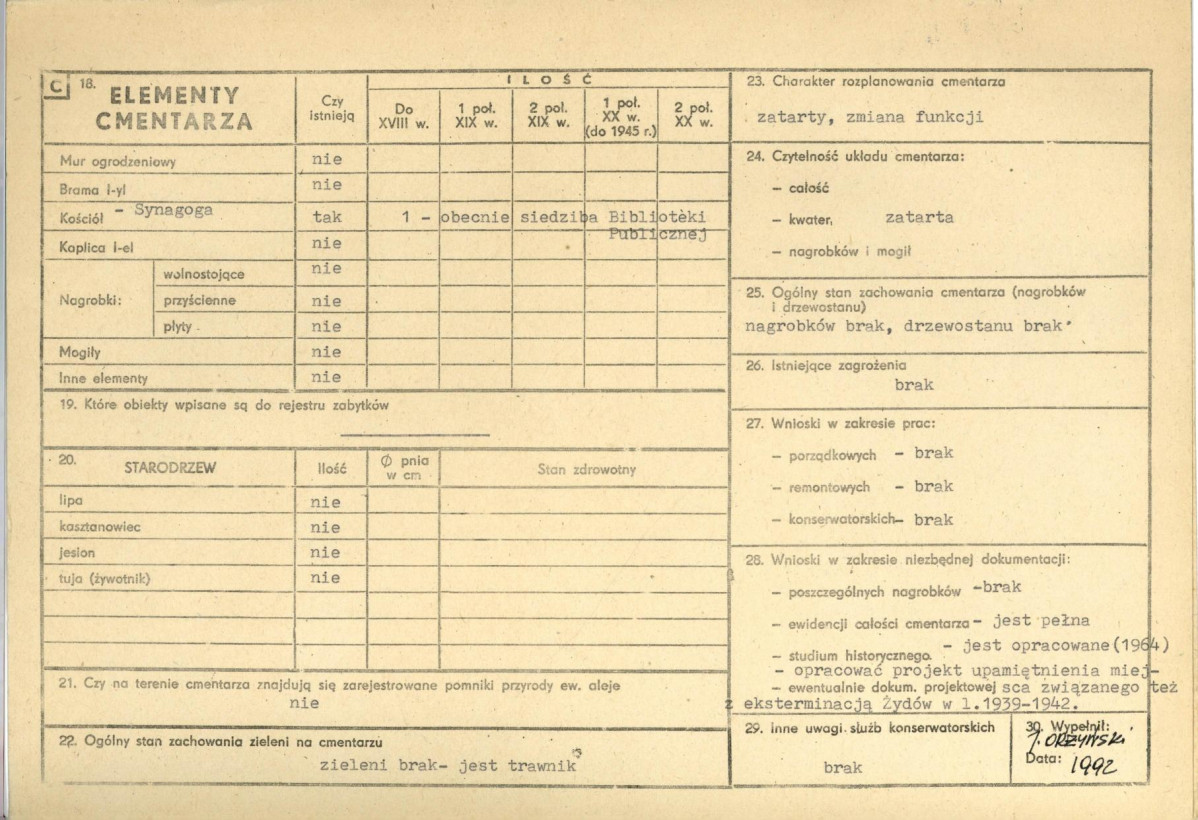 C 18. ELEMENTY CMENTARZA
Czy istnieją
ILOŚĆ
Do XVIII w.
1 poł. XIX w.
2 poł. XIX w.
1 poł. XX w. (do 1945 r.)
2 poł. XX w.
Mur ogrodzeniowy nie
Brama i-yl nie
Kościół - Synagoga tak 1 - obecnie siedziba Biblioteki
Publicznej
Kaplica i-el nie
Nagrobki:
wolnostojące nie
przyścienne nie
płyty nie
Mogiły nie
Inne elementy nie
19. Które obiekty wpisane są do rejestru zabytków
20. STARODRZEW Ilość Ø pnia w cm Stan zdrowotny
lipa nie
kasztanowiec nie
jesion nie
tuja (żywotnik) nie
21. Czy na terenie cmentarza znajdują się zarejestrowane pomniki przyrody ew. aleje
nie
22. Ogólny stan zachowania zieleni na cmentarzu
zieleni brak- jest trawnik
23. Charakter rozplanowania cmentarza
zatarty, zmiana funkcji
24. Czytelność układu cmentarza:
- całość
- kwater, zatarta
- nagrobków i mogił
25. Ogólny stan zachowania cmentarza (nagrobków
i drzewostanu)
nagrobków brak, drzewostanu brak
26. Istniejące zagrożenia
brak
27. Wnioski w zakresie prac:
- porządkowych - brak
- remontowych - brak
- konserwatorskich- brak
28. Wnioski w zakresie niezbędnej dokumentacji:
- poszczególnych nagrobków -brak
- ewidencji całości cmentarza - jest pełna
- studium historycznego. - jest opracowane(1964)
- opracować projekt upamiętnienia miej-
- ewentualnie dokum. projektowej sca związanego też
z eksterminacją Żydów w l.1939-1942.
29. Inne uwagi służb konserwatorskich
brak
30. Wypełnił:
J. ORZYŃSKI
Data: 1992